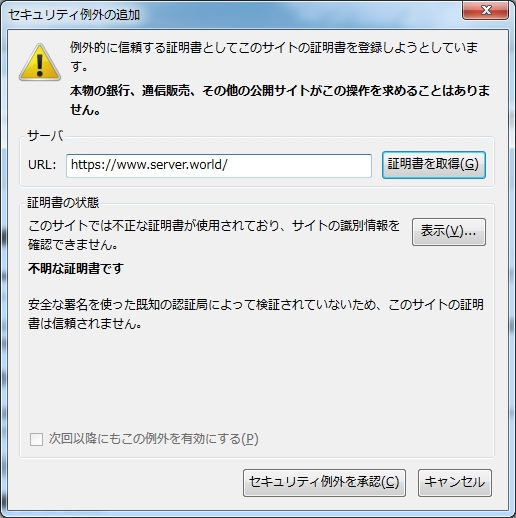 セキュリティ例外の追加
例外的に信頼する証明書としてこのサイトの証明書を登録しようとしていま
す。
本物の銀行、通信販売、その他の公開サイトがこの操作を求めることはありま
せん。
サーバ
URL: https://www.server.world/ 証明書を取得(G)
証明書の状態
このサイトでは不正な証明書が使用されており、サイトの識別情報を 表示(V)...
確認できません。
不明な証明書です
安全な署名を使った既知の認証局によって検証されていないため、このサイトの証明
書は信頼されません。
次回以降にもこの例外を有効にする(P)
セキュリティ例外を承認(C) キャンセル